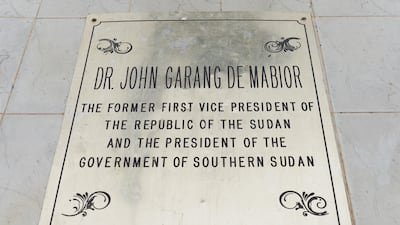 DR. JOHN GARANG DE MABIOR
THE FORMER FIRST VICE PRESIDENT OF
THE REPUBLIC OF THE SUDAN
AND THE PRESIDENT OF THE
GOVERNMENT OF SOUTHERN SUDAN